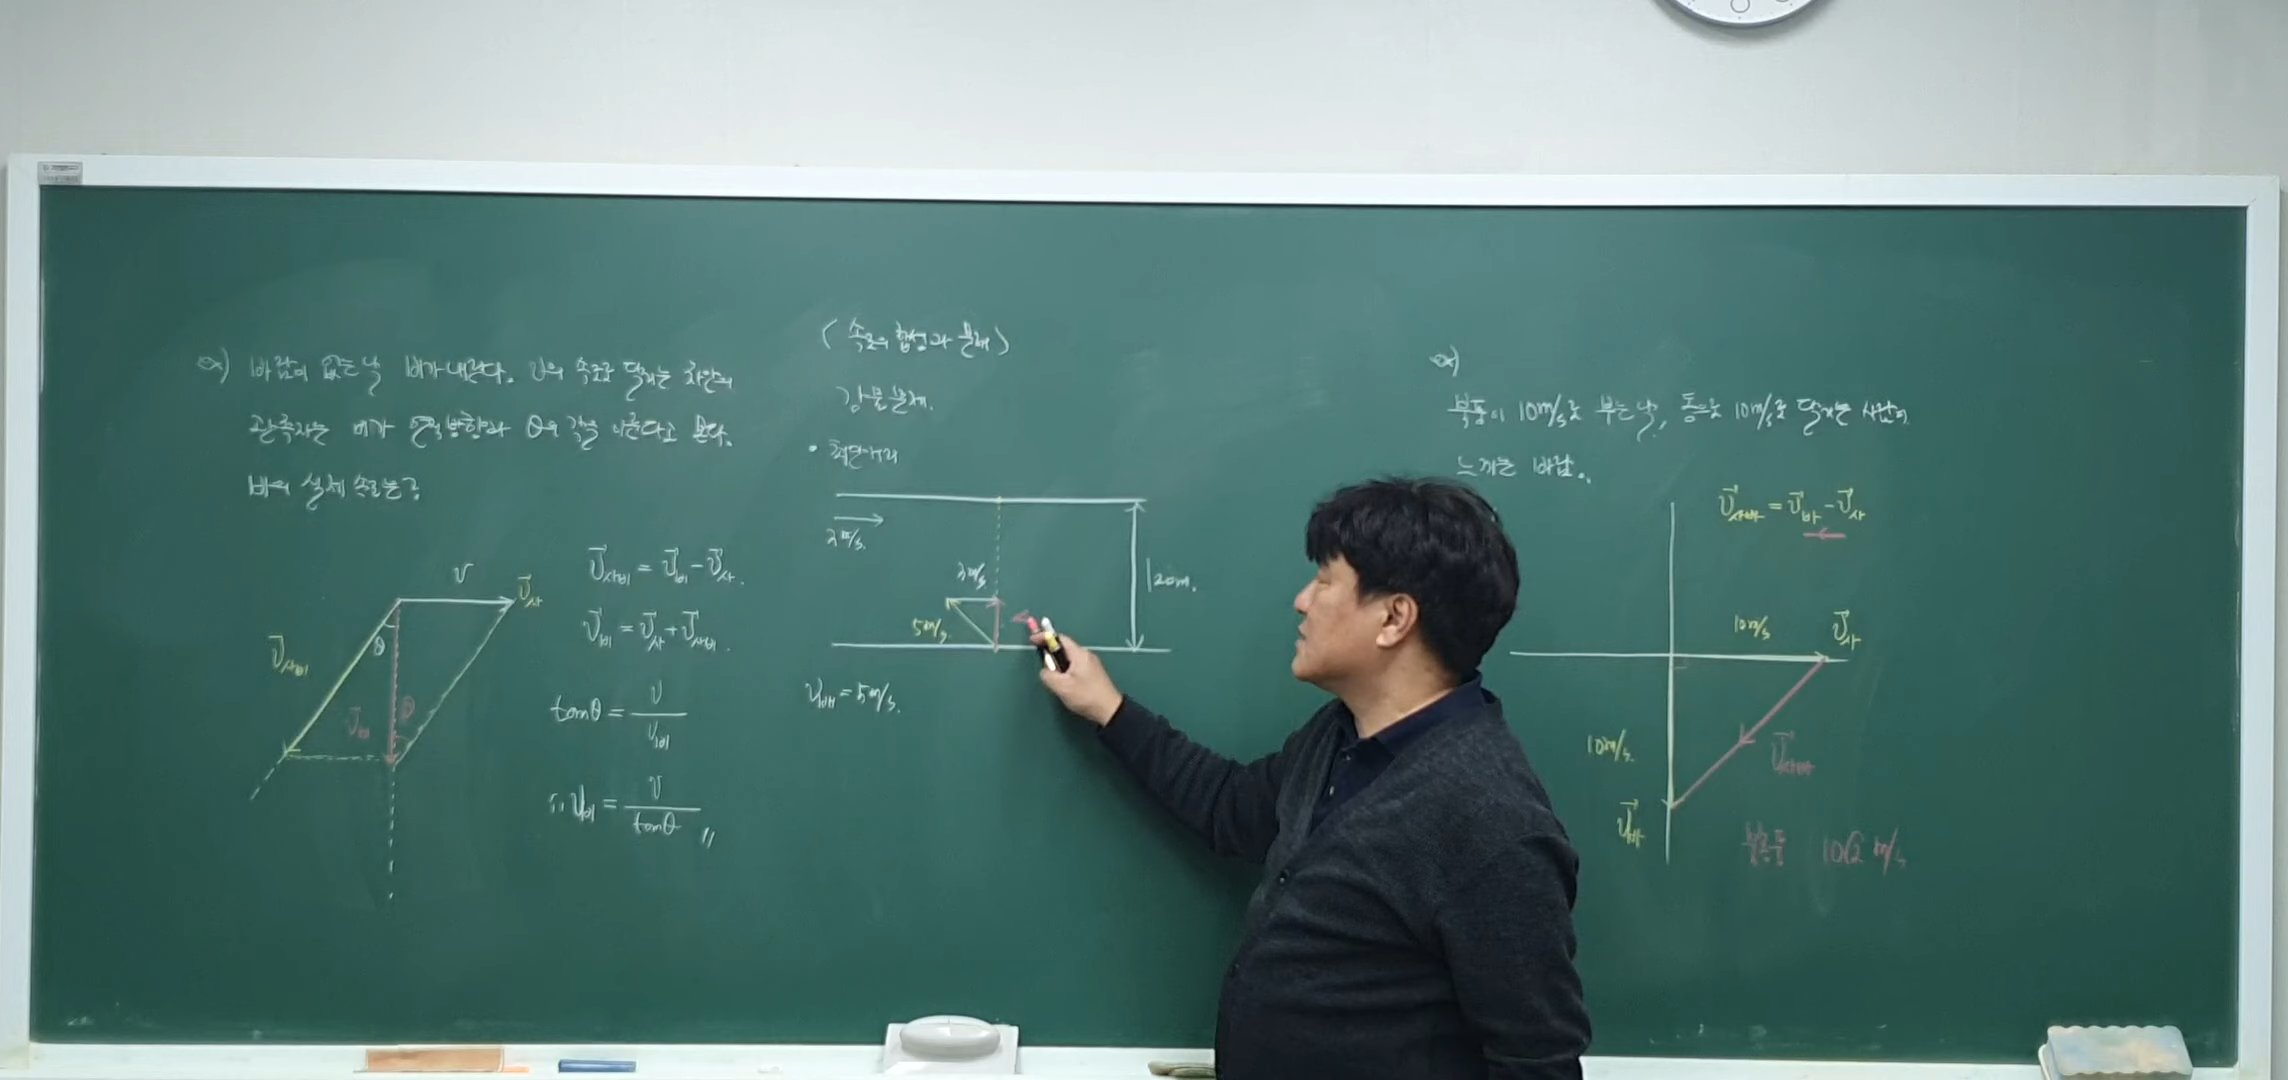 ex) 바람이 없는 날 비가 내린다. v의 속도로 달리는 차안의
관측자는 비가 연직방향과 θ의 각을 이룬다고 본다.
비의 실제 속도는?
v
v⃗사
θ
v⃗사비
v⃗비
θ
v⃗사비 = v⃗비 - v⃗사.
v⃗비 = v⃗사 + v⃗사비.
tanθ = v / v비
∴ v비 = v / tanθ 〃
(속도의 합성과 분해)
강물문제.
• 최단거리
3m/s.
3m/s
5m/s.
120m.
v배 = 5m/s.
ex)
북풍이 10m/s로 부는 날, 동으로 10m/s로 달리는 사람이
느끼는 바람.
v⃗사바 = v⃗바 - v⃗사
10m/s
v⃗사
10m/s.
v⃗사바
v⃗바
10√2 m/s